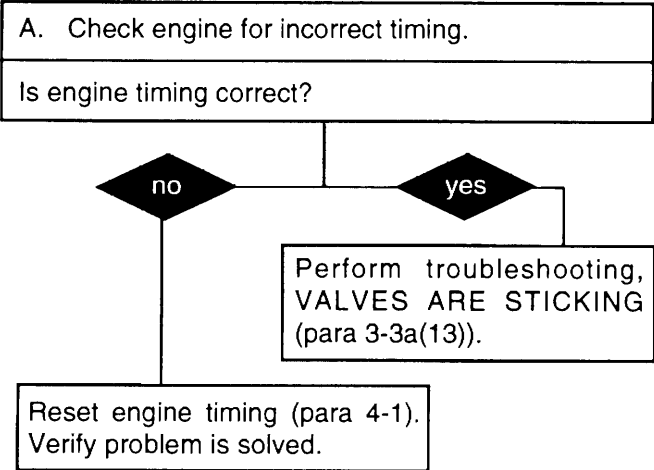 A. Check engine for incorrect timing.
Is engine timing correct?
no
yes
Perform troubleshooting,
VALVES ARE STICKING
(para 3-3a(13)).
Reset engine timing (para 4-1).
Verify problem is solved.